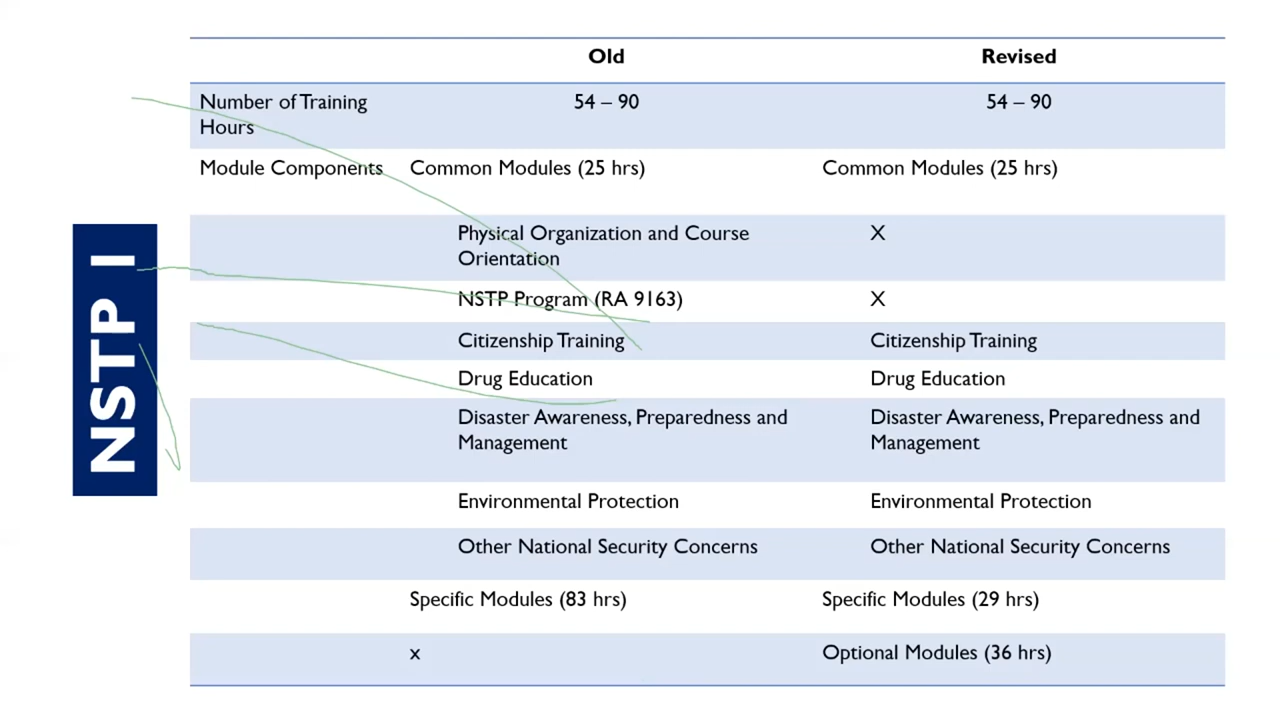 Old Revised
Number of Training Hours 54 – 90 54 – 90
Module Components Common Modules (25 hrs) Common Modules (25 hrs)
Physical Organization and Course Orientation X
NSTP Program (RA 9163) X
Citizenship Training Citizenship Training
Drug Education Drug Education
Disaster Awareness, Preparedness and Management Disaster Awareness, Preparedness and Management
Environmental Protection Environmental Protection
Other National Security Concerns Other National Security Concerns
Specific Modules (83 hrs) Specific Modules (29 hrs)
x Optional Modules (36 hrs)
NSTP I